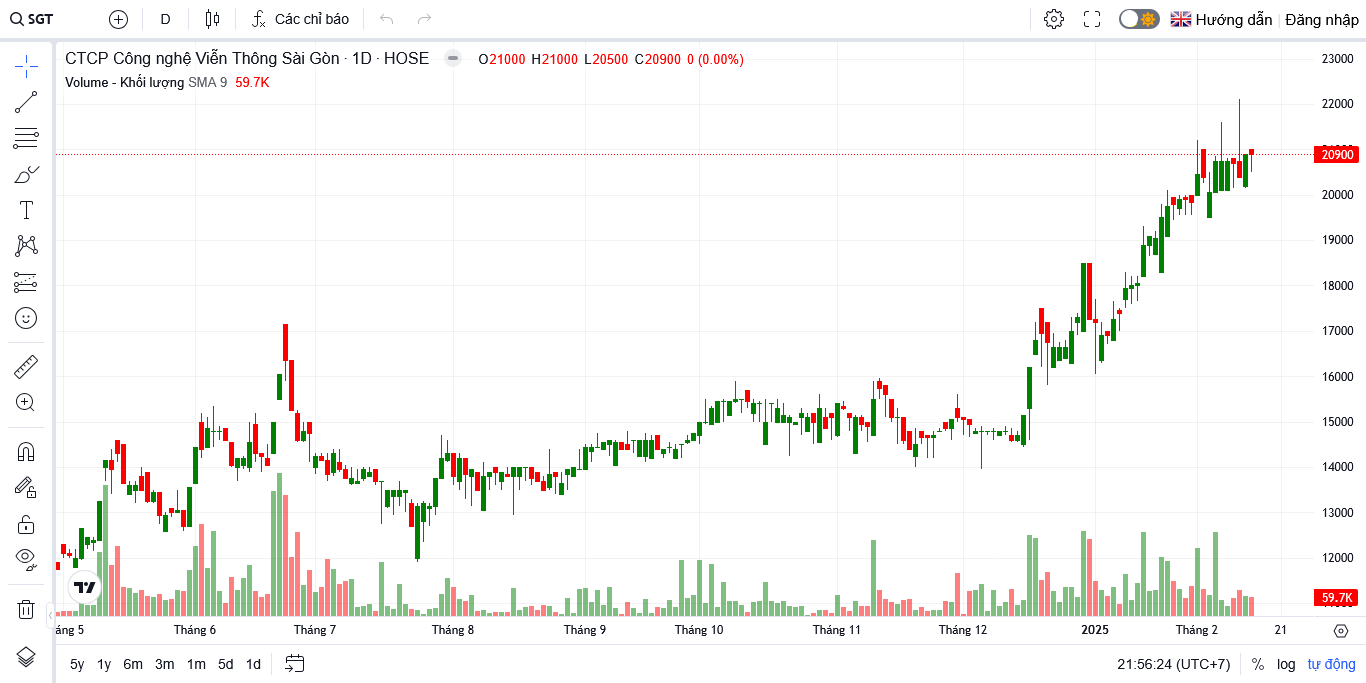 SGT
D
Các chỉ báo
Hướng dẫn
Đăng nhập
CTCP Công nghệ Viễn Thông Sài Gòn · 1D · HOSE
O21000 H21000 L20500 C20900 0 (0.00%)
Volume - Khối lượng SMA 9 59.7K
23000
22000
20900
20000
19000
18000
17000
16000
15000
14000
13000
12000
59.7K
áng 5 Tháng 6 Tháng 7 Tháng 8 Tháng 9 Tháng 10 Tháng 11 Tháng 12 2025 Tháng 2 21
5y 1y 6m 3m 1m 5d 1d
21:56:24 (UTC+7) % log tự động